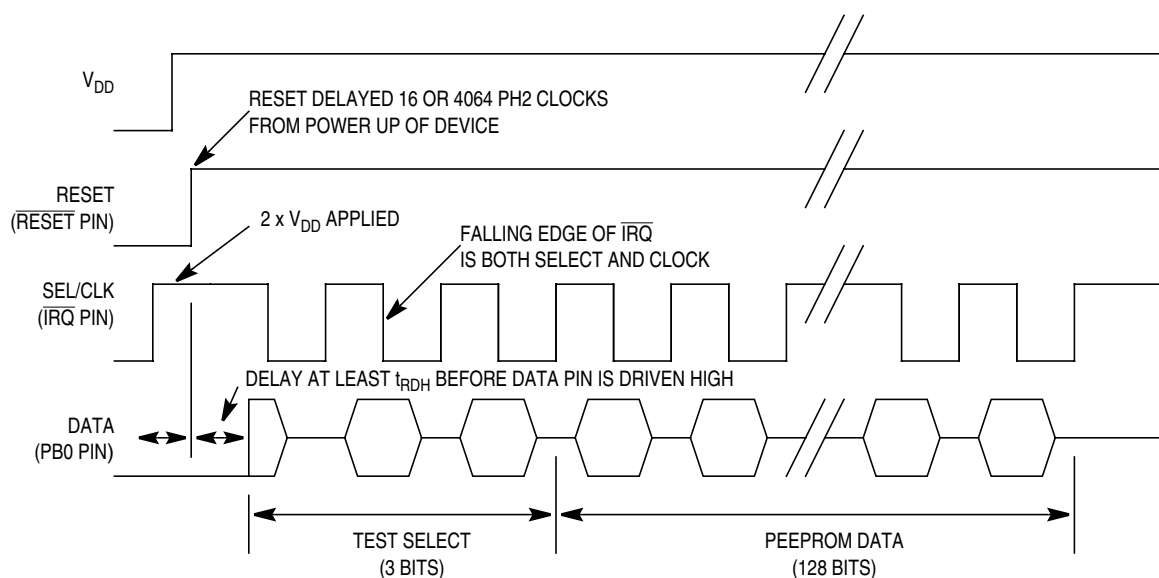 V_DD
RESET DELAYED 16 OR 4064 PH2 CLOCKS
FROM POWER UP OF DEVICE
RESET
(RESET PIN)
2 x V_DD APPLIED
FALLING EDGE OF IRQ
IS BOTH SELECT AND CLOCK
SEL/CLK
(IRQ PIN)
DELAY AT LEAST t_RDH BEFORE DATA PIN IS DRIVEN HIGH
DATA
(PB0 PIN)
TEST SELECT
(3 BITS)
PEEPROM DATA
(128 BITS)